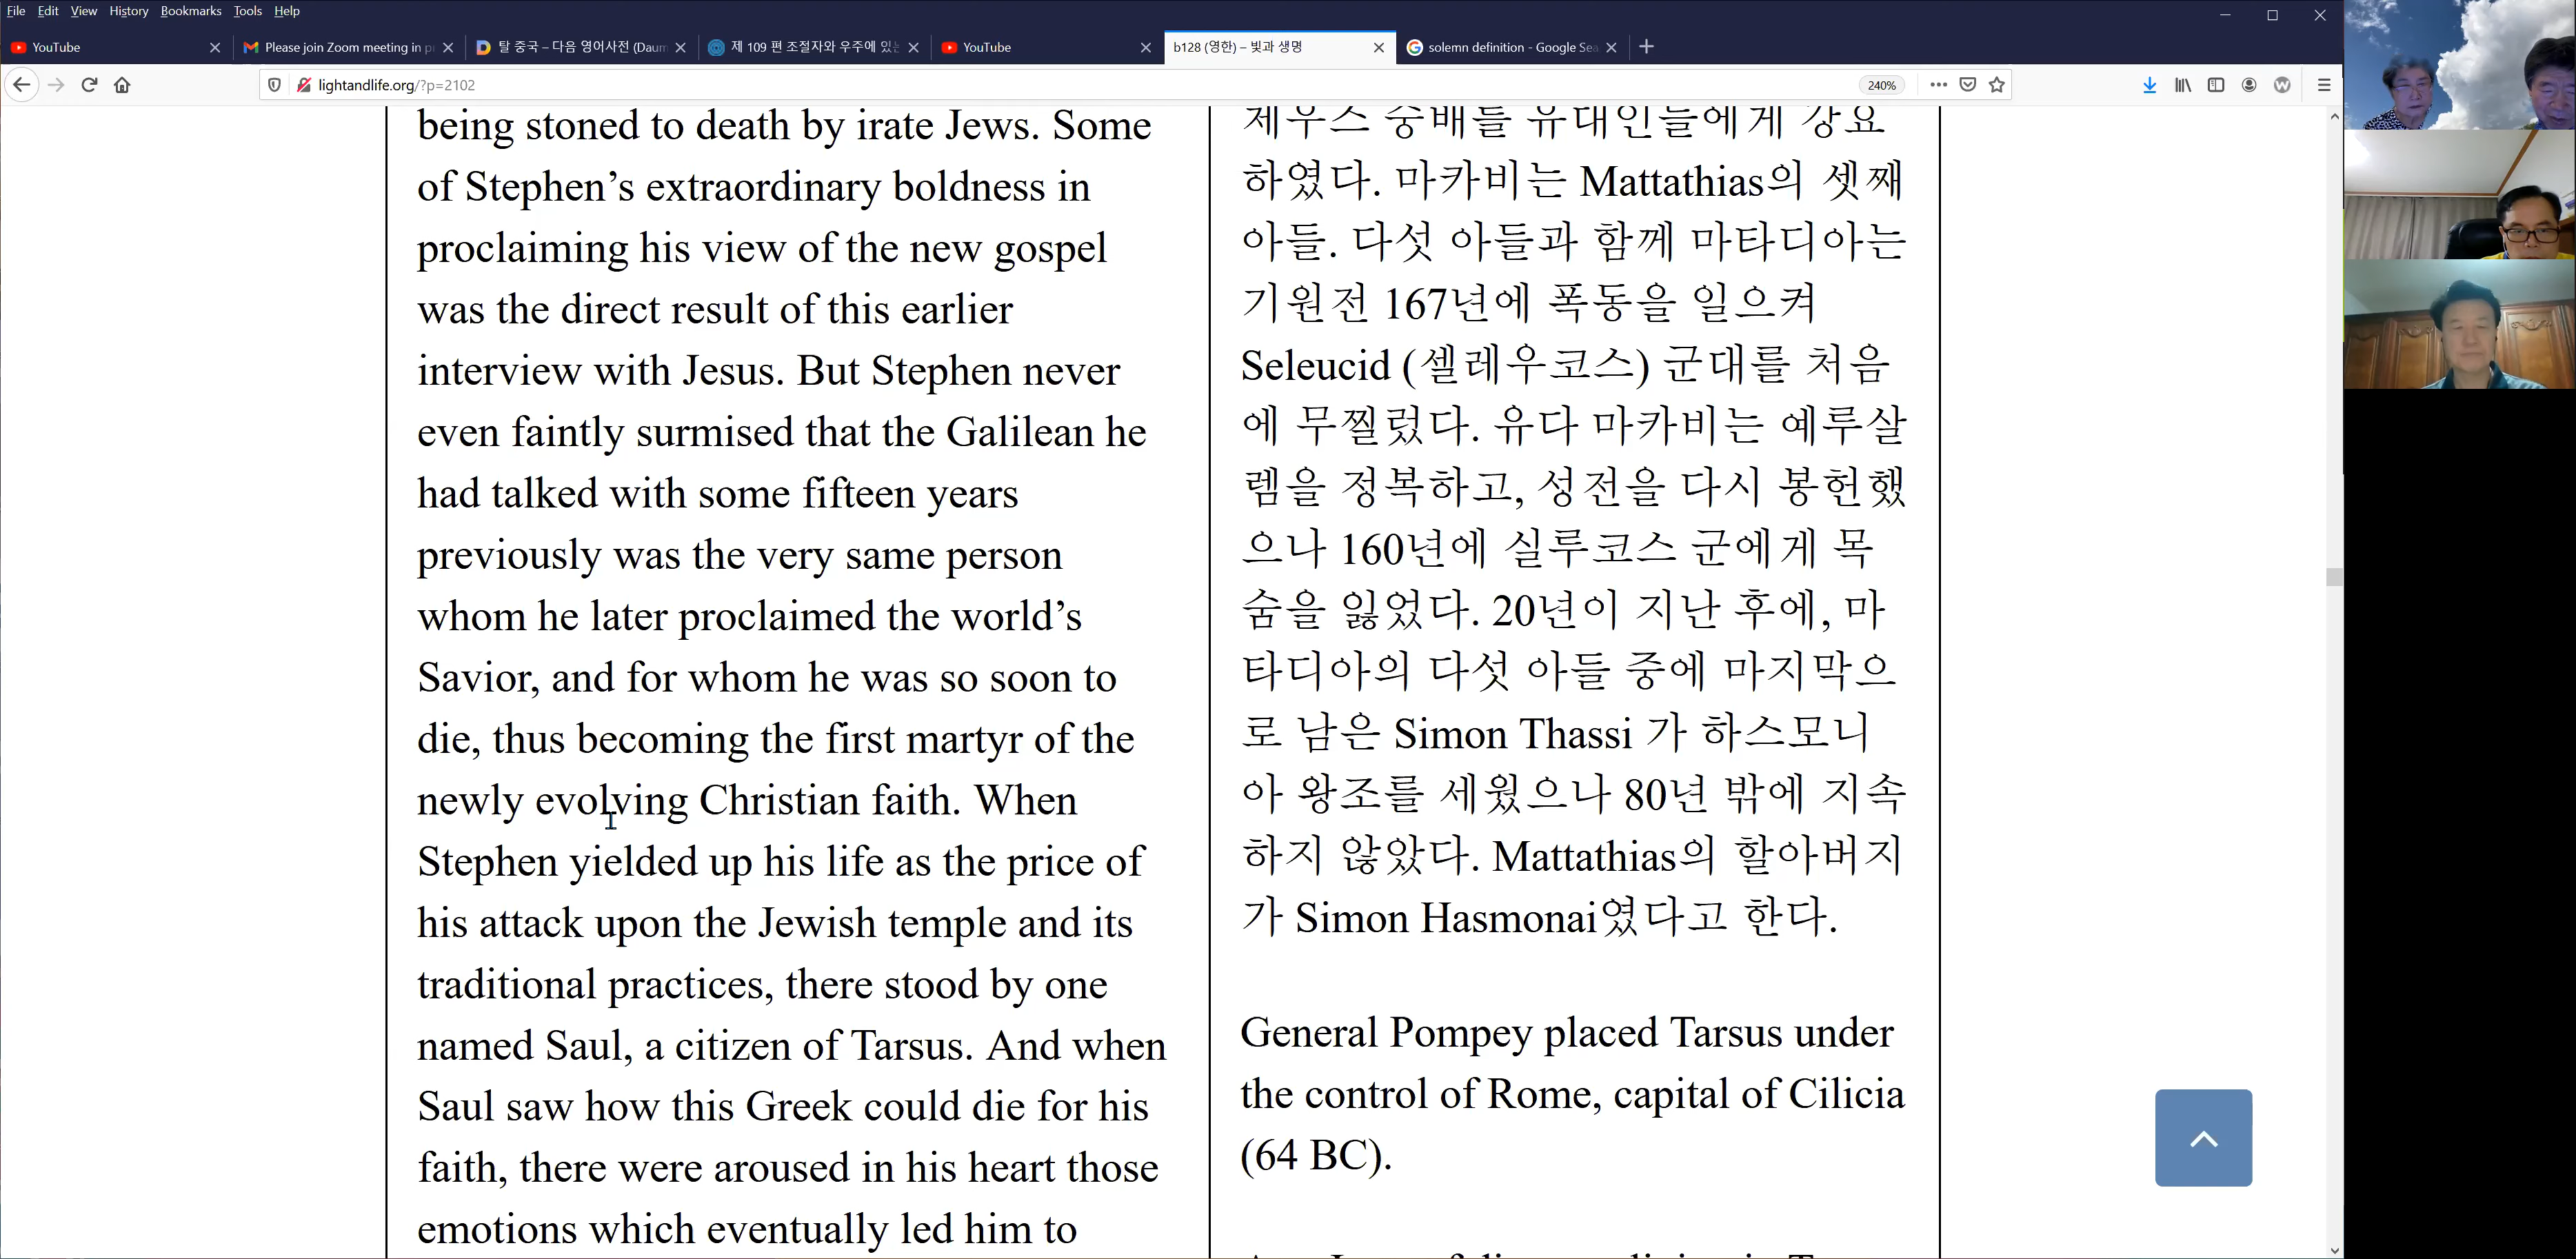 File Edit View History Bookmarks Tools Help
YouTube
Please join Zoom meeting in p
탈 중국 – 다음 영어사전 (Daum
제 109 편 조절자와 우주에 있는
YouTube
b128 (영한) – 빛과 생명
solemn definition - Google Sea
lightandlife.org/?p=2102
240%
being stoned to death by irate Jews. Some
of Stephen’s extraordinary boldness in
proclaiming his view of the new gospel
was the direct result of this earlier
interview with Jesus. But Stephen never
even faintly surmised that the Galilean he
had talked with some fifteen years
previously was the very same person
whom he later proclaimed the world’s
Savior, and for whom he was so soon to
die, thus becoming the first martyr of the
newly evolving Christian faith. When
Stephen yielded up his life as the price of
his attack upon the Jewish temple and its
traditional practices, there stood by one
named Saul, a citizen of Tarsus. And when
Saul saw how this Greek could die for his
faith, there were aroused in his heart those
emotions which eventually led him to
제우스 숭배를 유대인들에게 강요
하였다. 마카비는 Mattathias의 셋째
아들. 다섯 아들과 함께 마타디아는
기원전 167년에 폭동을 일으켜
Seleucid (셀레우코스) 군대를 처음
에 무찔렀다. 유다 마카비는 예루살
렘을 정복하고, 성전을 다시 봉헌했
으나 160년에 실루코스 군에게 목
숨을 잃었다. 20년이 지난 후에, 마
타디아의 다섯 아들 중에 마지막으
로 남은 Simon Thassi 가 하스모니
아 왕조를 세웠으나 80년 밖에 지속
하지 않았다. Mattathias의 할아버지
가 Simon Hasmonai였다고 한다.
General Pompey placed Tarsus under
the control of Rome, capital of Cilicia
(64 BC).